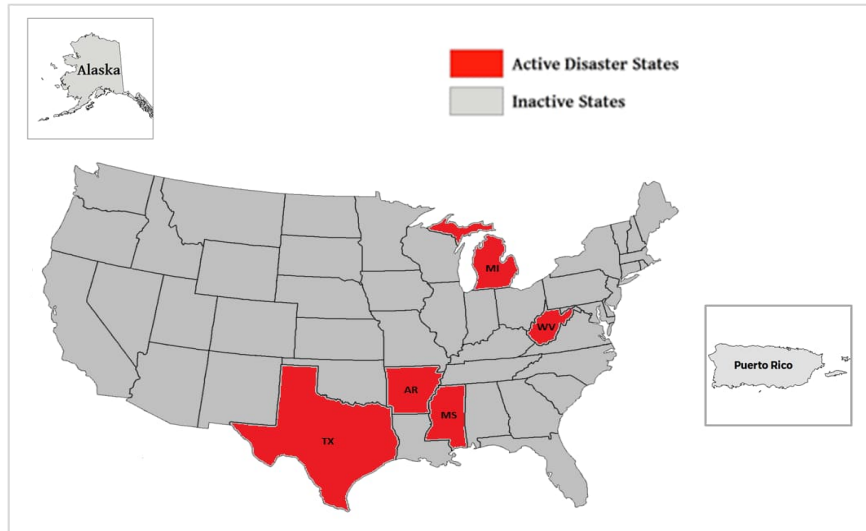 Alaska
Active Disaster States
Inactive States
MI
WV
Puerto Rico
AR
MS
TX